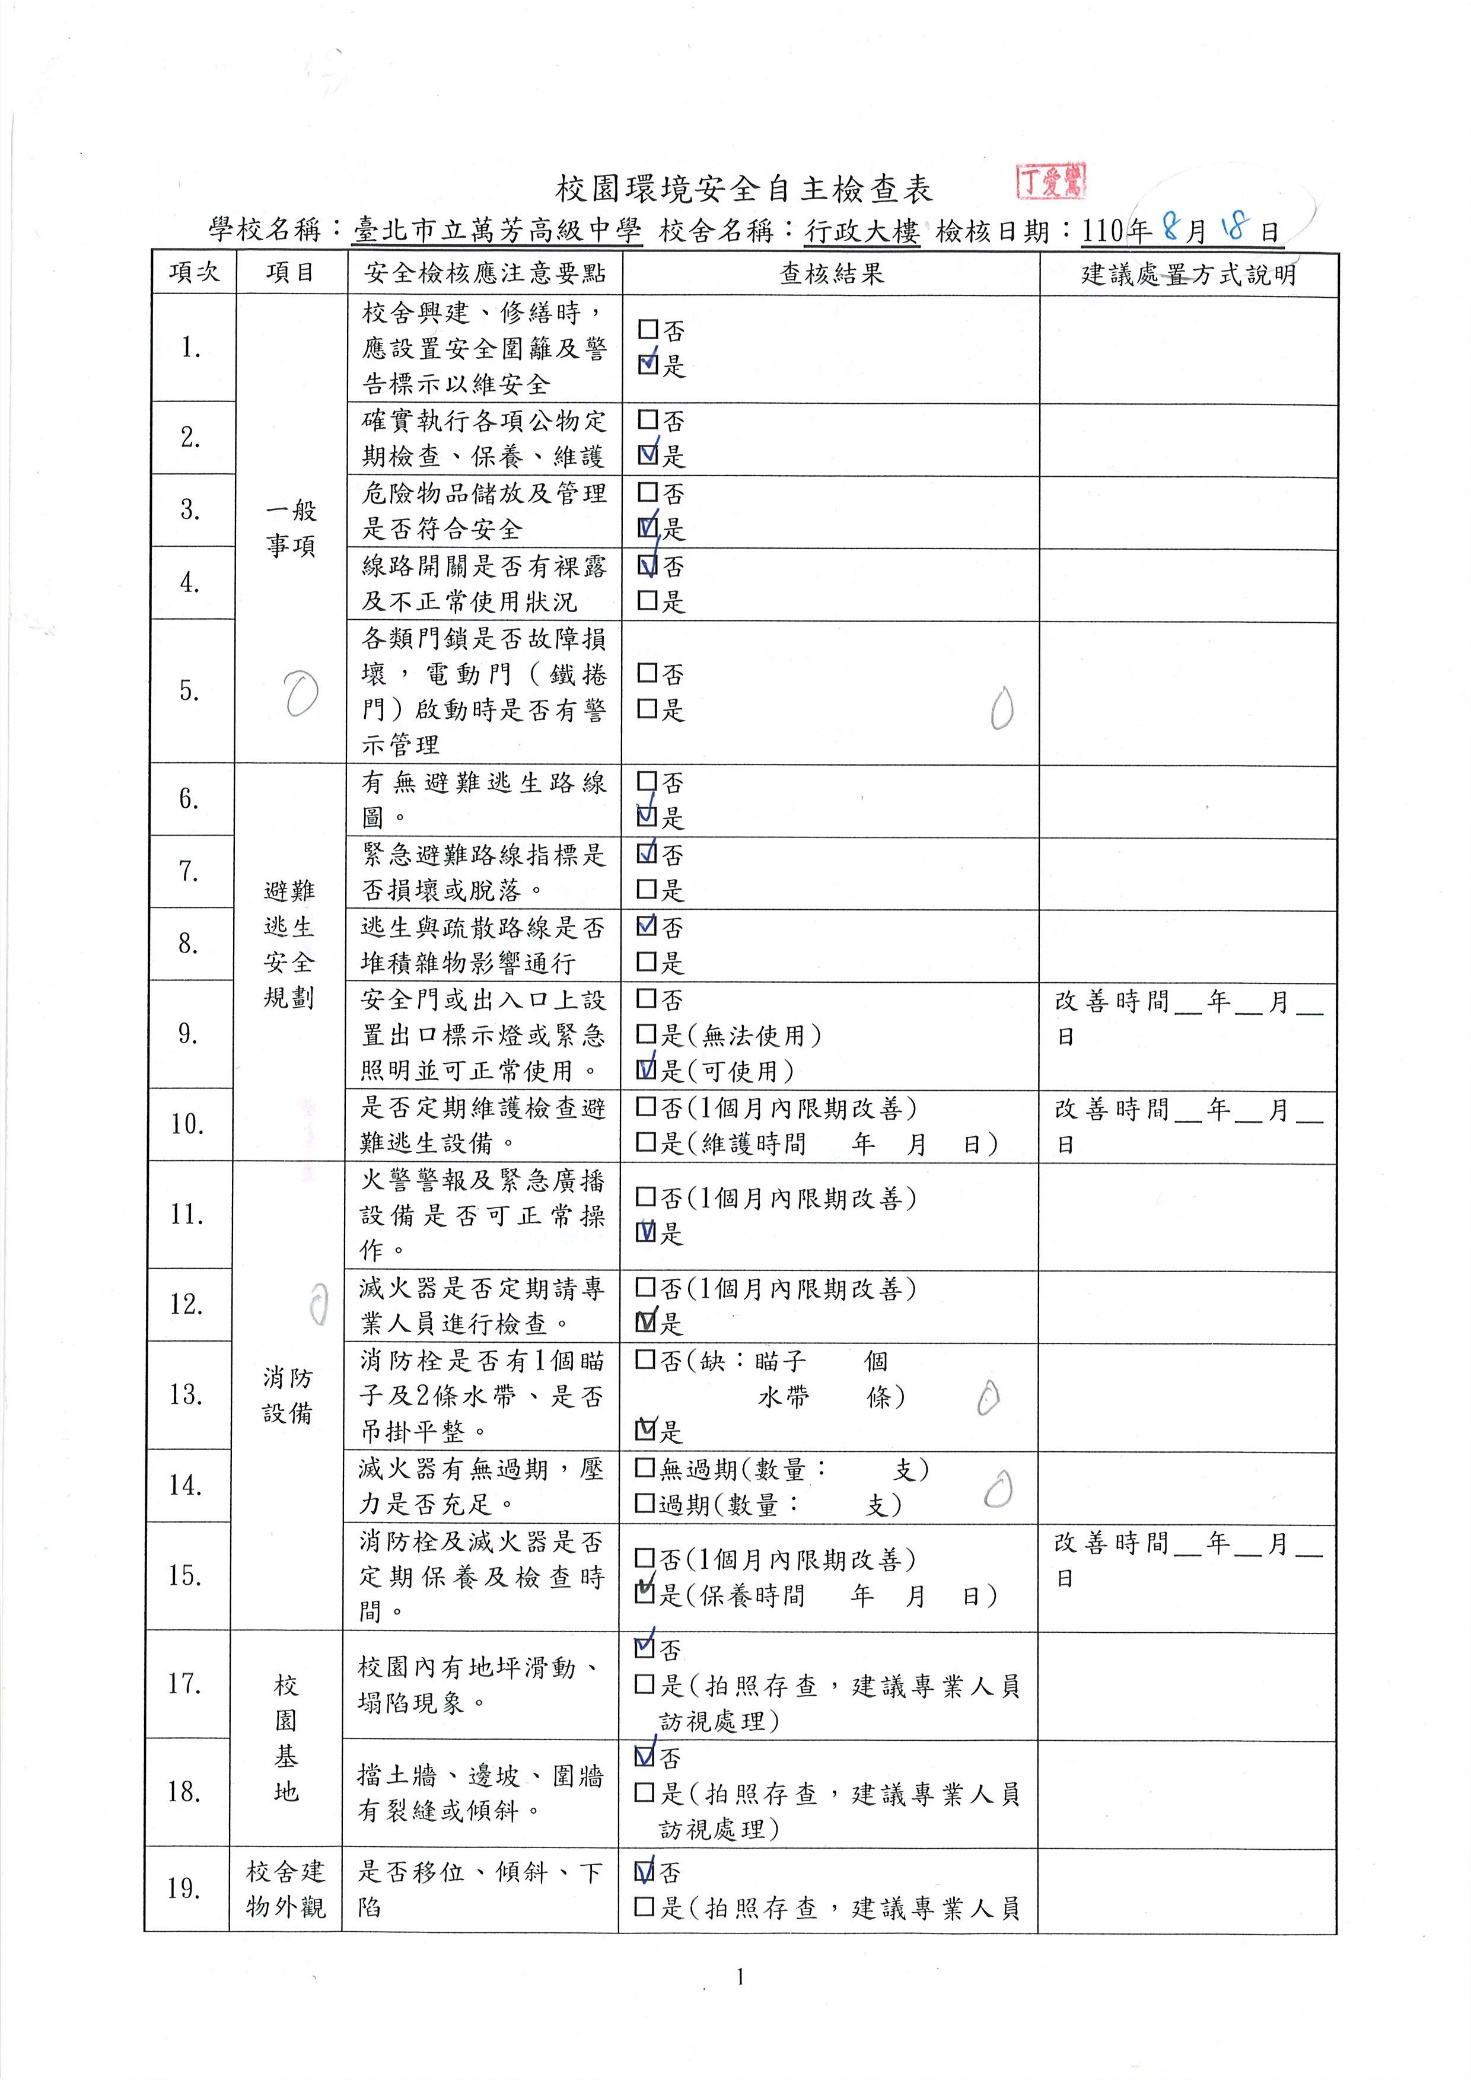 校園環境安全自主檢查表
丁愛鸞
學校名稱：臺北市立萬芳高級中學 校舍名稱：行政大樓 檢核日期：110年8月18日
項次 項目 安全檢核應注意要點 查核結果 建議處置方式說明
1.
一般
事項
校舍興建、修繕時，
應設置安全圍籬及警
告標示以維安全
□否
☑是
2.
確實執行各項公物定
期檢查、保養、維護
□否
☑是
3.
危險物品儲放及管理
是否符合安全
□否
☑是
4.
線路開關是否有裸露
及不正常使用狀況
☑否
□是
5.
各類門鎖是否故障損
壞，電動門（鐵捲
門）啟動時是否有警
示管理
□否
□是
6.
避難
逃生
安全
規劃
有無避難逃生路線
圖。
□否
☑是
7.
緊急避難路線指標是
否損壞或脫落。
☑否
□是
8.
逃生與疏散路線是否
堆積雜物影響通行
☑否
□是
9.
安全門或出入口上設
置出口標示燈或緊急
照明並可正常使用。
□否
□是(無法使用)
☑是(可使用)
改善時間__年__月__
日
10.
是否定期維護檢查避
難逃生設備。
□否(1個月內限期改善)
□是(維護時間 年 月 日)
改善時間__年__月__
日
11.
消防
設備
火警警報及緊急廣播
設備是否可正常操
作。
□否(1個月內限期改善)
☑是
12.
滅火器是否定期請專
業人員進行檢查。
□否(1個月內限期改善)
☑是
13.
消防栓是否有1個瞄
子及2條水帶、是否
吊掛平整。
□否(缺：瞄子 個
水帶 條)
☑是
14.
滅火器有無過期，壓
力是否充足。
□無過期(數量： 支)
□過期(數量： 支)
15.
消防栓及滅火器是否
定期保養及檢查時
間。
□否(1個月內限期改善)
☑是(保養時間 年 月 日)
改善時間__年__月__
日
17.
校
園
基
地
校園內有地坪滑動、
塌陷現象。
☑否
□是(拍照存查，建議專業人員
訪視處理)
18.
擋土牆、邊坡、圍牆
有裂縫或傾斜。
☑否
□是(拍照存查，建議專業人員
訪視處理)
19.
校舍建
物外觀
是否移位、傾斜、下
陷
☑否
□是(拍照存查，建議專業人員
1